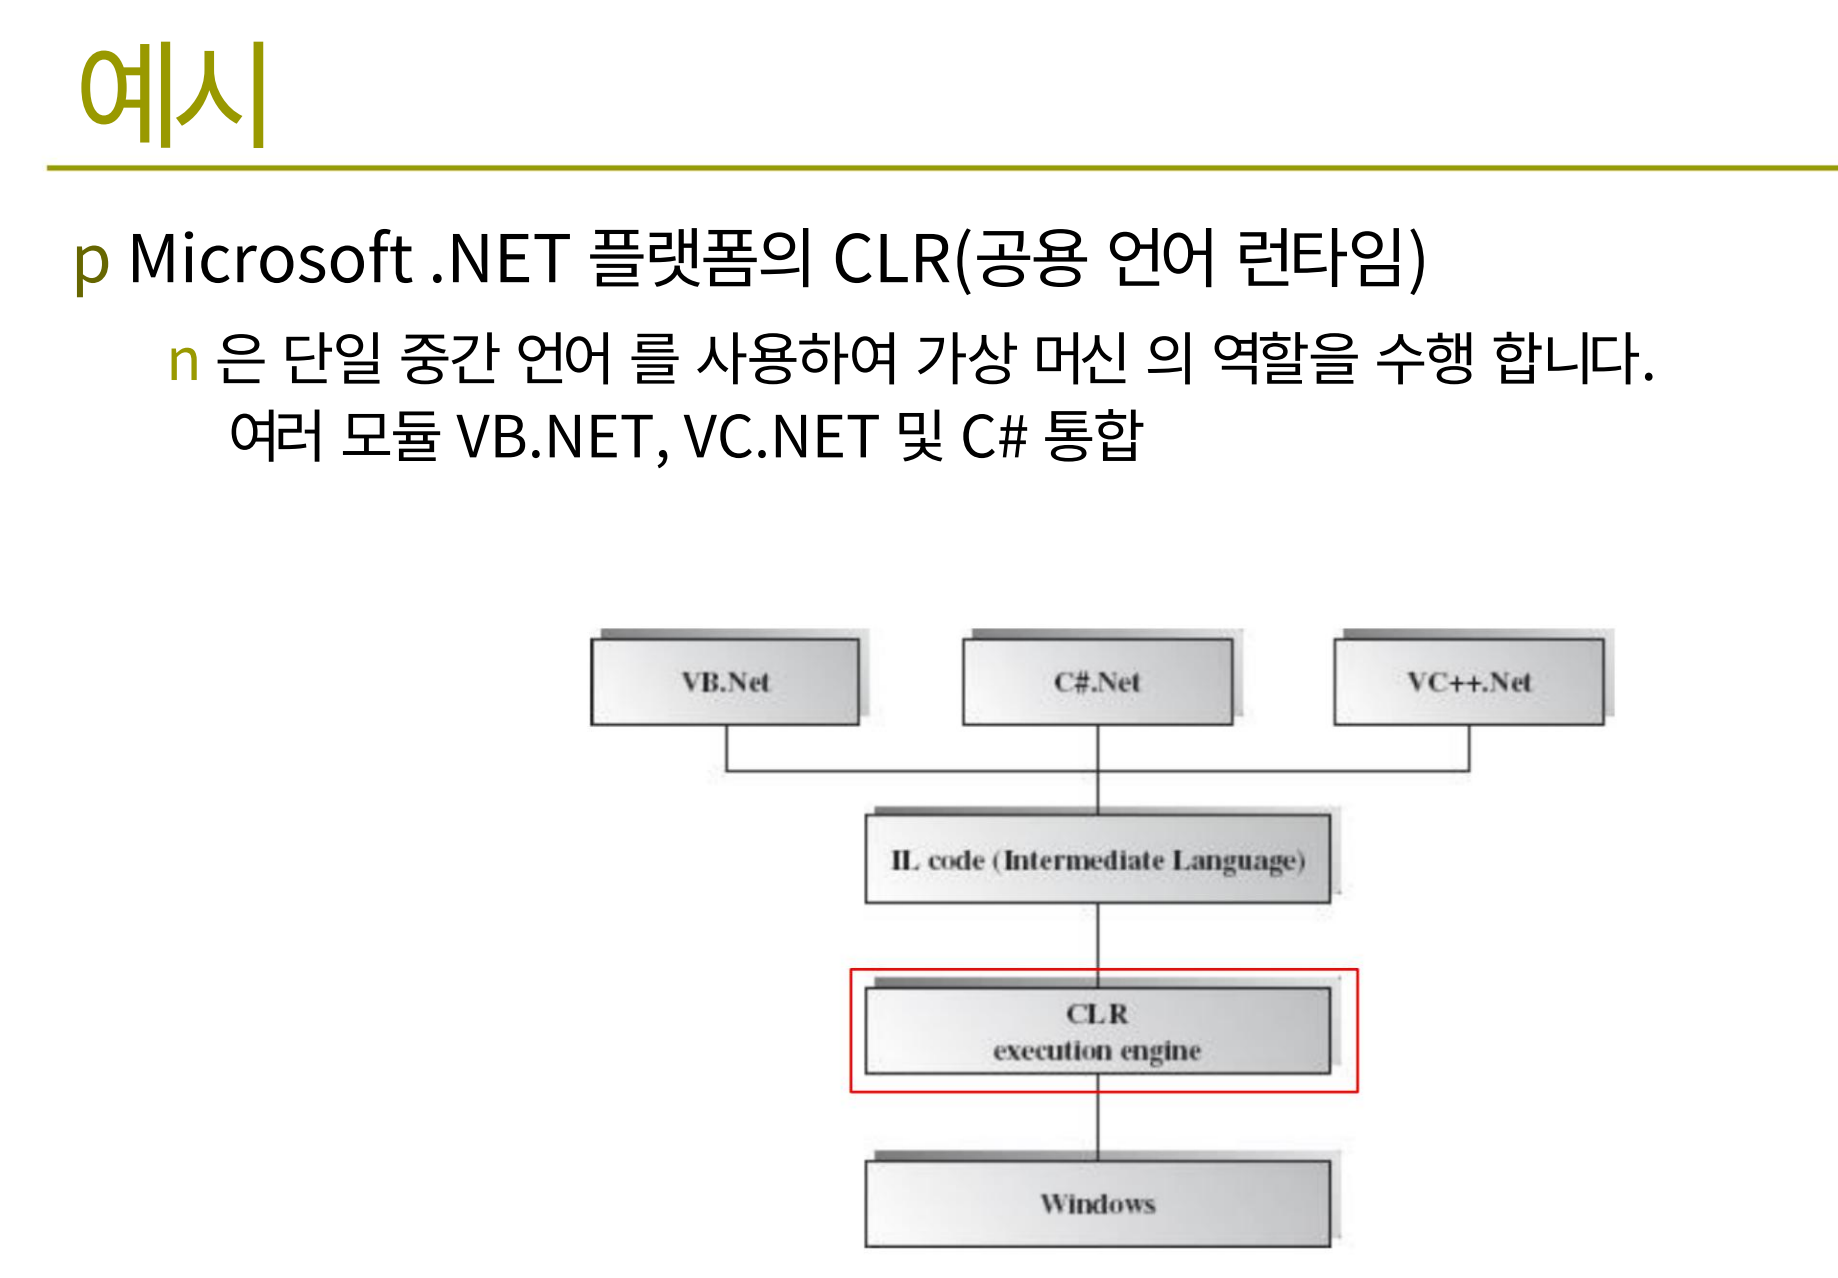 예시
p Microsoft .NET 플랫폼의 CLR(공용 언어 런타임)
n 은 단일 중간 언어 를 사용하여 가상 머신 의 역할을 수행 합니다.
여러 모듈 VB.NET, VC.NET 및 C# 통합
VB.Net
C#.Net
VC++.Net
IL code (Intermediate Language)
CLR
execution engine
Windows